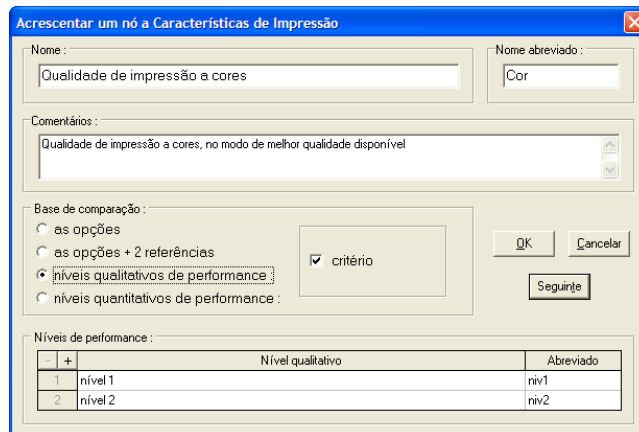 Acrescentar um nó a Características de Impressão
Nome :
Nome abreviado :
Qualidade de impressão a cores
Cor
Comentários :
Qualidade de impressão a cores, no modo de melhor qualidade disponível
Base de comparação :
as opções
as opções + 2 referências
níveis qualitativos de performance :
níveis quantitativos de performance :
critério
OK
Cancelar
Seguinte
Níveis de performance :
- + Nível qualitativo Abreviado
1 nível 1 niv1
2 nível 2 niv2